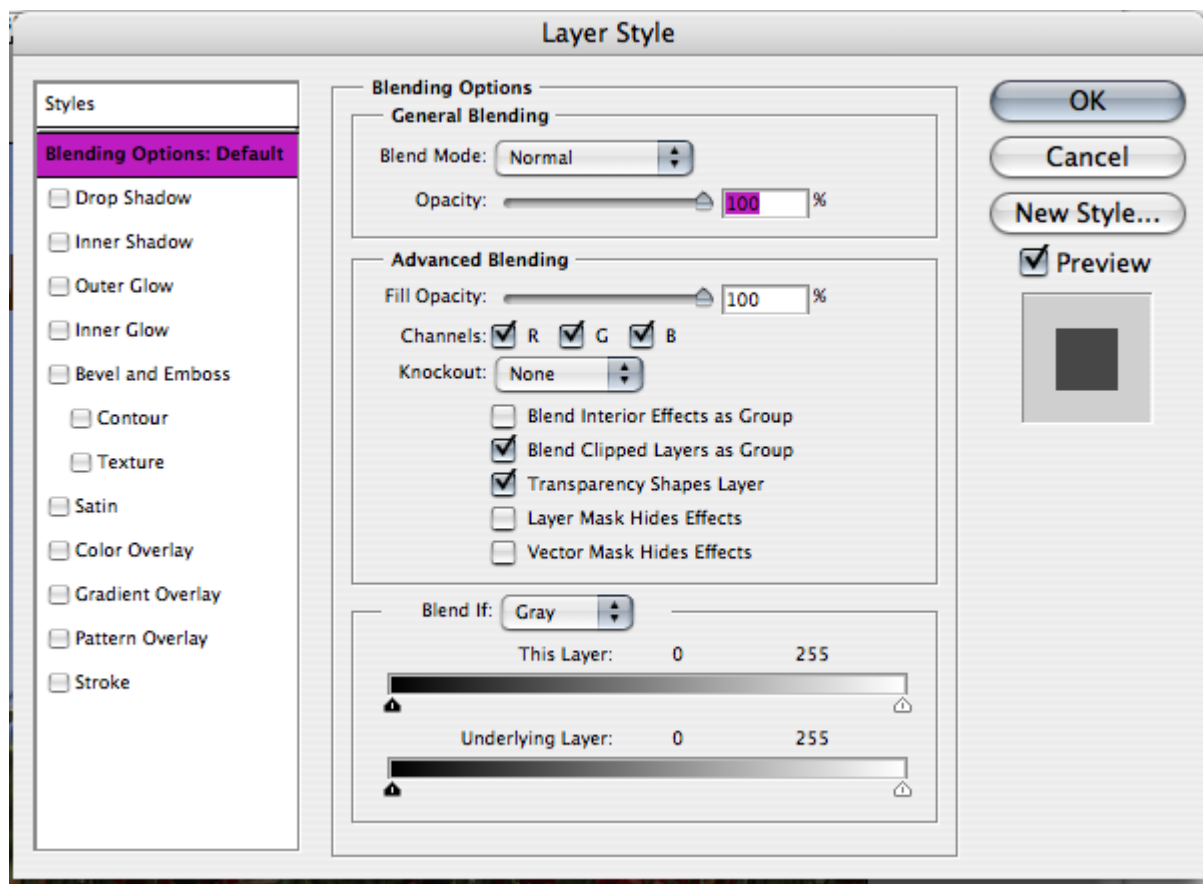 Layer Style
Styles
Blending Options: Default
Drop Shadow
Inner Shadow
Outer Glow
Inner Glow
Bevel and Emboss
Contour
Texture
Satin
Color Overlay
Gradient Overlay
Pattern Overlay
Stroke
Blending Options
General Blending
Blend Mode: Normal
Opacity: 100 %
Advanced Blending
Fill Opacity: 100 %
Channels: R G B
Knockout: None
Blend Interior Effects as Group
Blend Clipped Layers as Group
Transparency Shapes Layer
Layer Mask Hides Effects
Vector Mask Hides Effects
Blend If: Gray
This Layer: 0 255
Underlying Layer: 0 255
OK
Cancel
New Style...
Preview